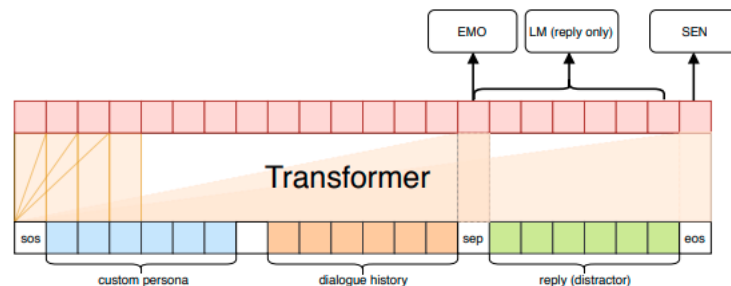 EMO
LM (reply only)
SEN
Transformer
sos
sep
eos
custom persona
dialogue history
reply (distractor)